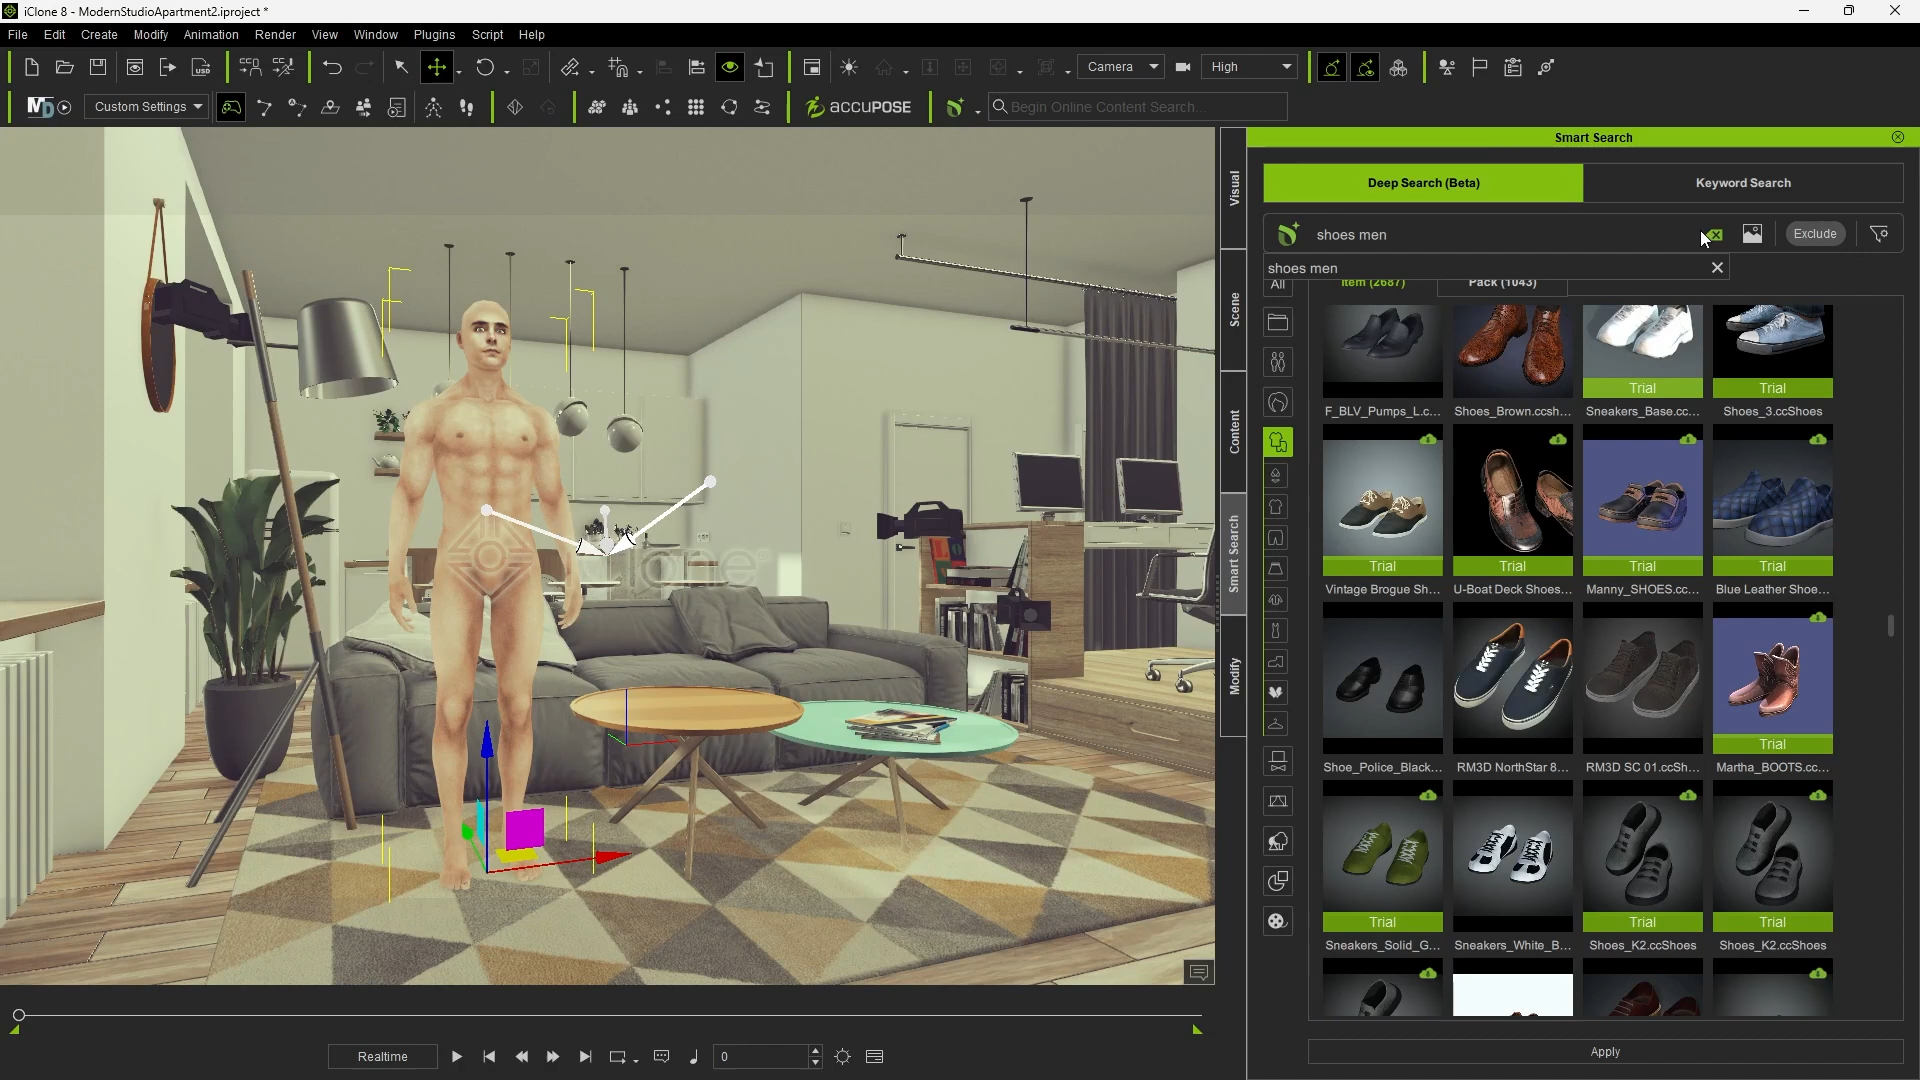 iClone 8 - ModernStudioApartment2.iproject *
File Edit Create Modify Animation Render View Window Plugins Script Help
Camera High
Custom Settings ACCUPOSE Begin Online Content Search...
Smart Search
Deep Search (Beta) Keyword Search
shoes men Exclude
shoes men
All Item (2687) Pack (1043)
Visual
Scene
Content
Smart Search
Modify
Trial Trial
F_BLV_Pumps_L.c... Shoes_Brown.ccsh... Sneakers_Base.cc... Shoes_3.ccShoes
Trial Trial Trial Trial
Vintage Brogue Sh... U-Boat Deck Shoes... Manny_SHOES.cc... Blue Leather Shoe...
Trial
Shoe_Police_Black... RM3D NorthStar 8... RM3D SC 01.ccSh... Martha_BOOTS.cc...
Trial Trial Trial
Sneakers_Solid_G... Sneakers_White_B... Shoes_K2.ccShoes Shoes_K2.ccShoes
iClone
Realtime 0
Apply